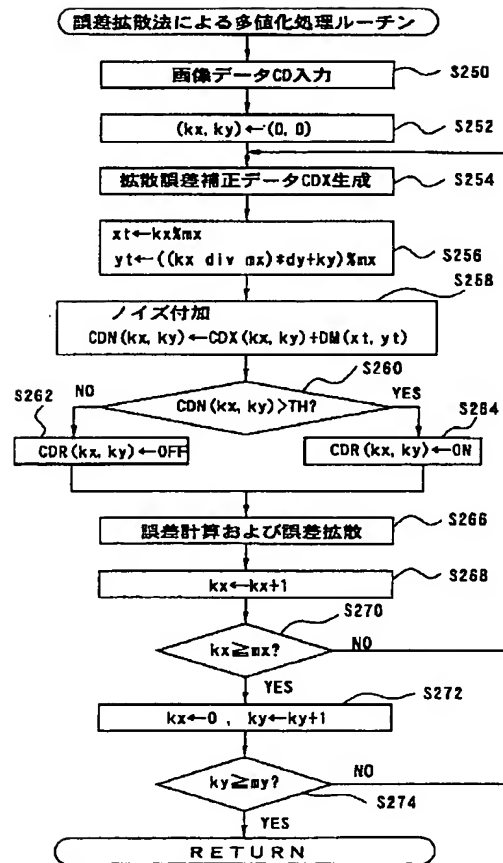 誤差拡散法による多値化処理ルーチン
画像データCD入力
S250
(kx, ky)←(0, 0)
S252
拡散誤差補正データCDX生成
S254
xt←kx%mx
yt←((kx div mx)*dy+ky)%mx
S256
S258
ノイズ付加
CDN(kx, ky)←CDX(kx, ky)+DM(xt, yt)
S260
S262
NO
CDN(kx, ky)>TH?
YES
S264
CDR(kx, ky)←OFF
CDR(kx, ky)←ON
誤差計算および誤差拡散
S266
kx←kx+1
S268
S270
kx≧mx?
NO
YES
S272
kx←0 , ky←ky+1
ky≧my?
NO
S274
YES
RETURN